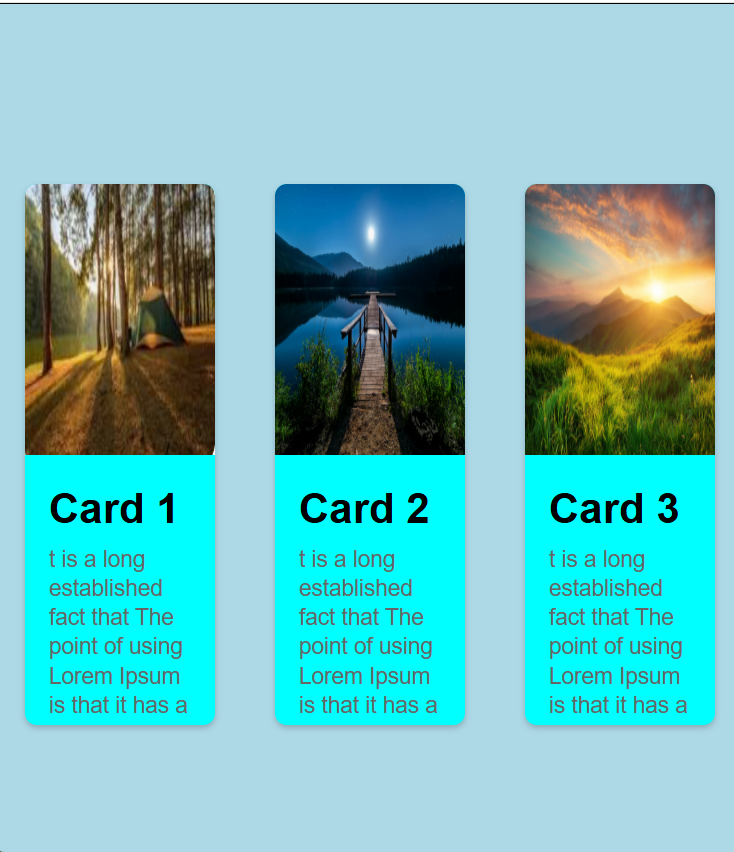 Card 1
t is a long
established
fact that The
point of using
Lorem Ipsum
is that it has a
Card 2
t is a long
established
fact that The
point of using
Lorem Ipsum
is that it has a
Card 3
t is a long
established
fact that The
point of using
Lorem Ipsum
is that it has a